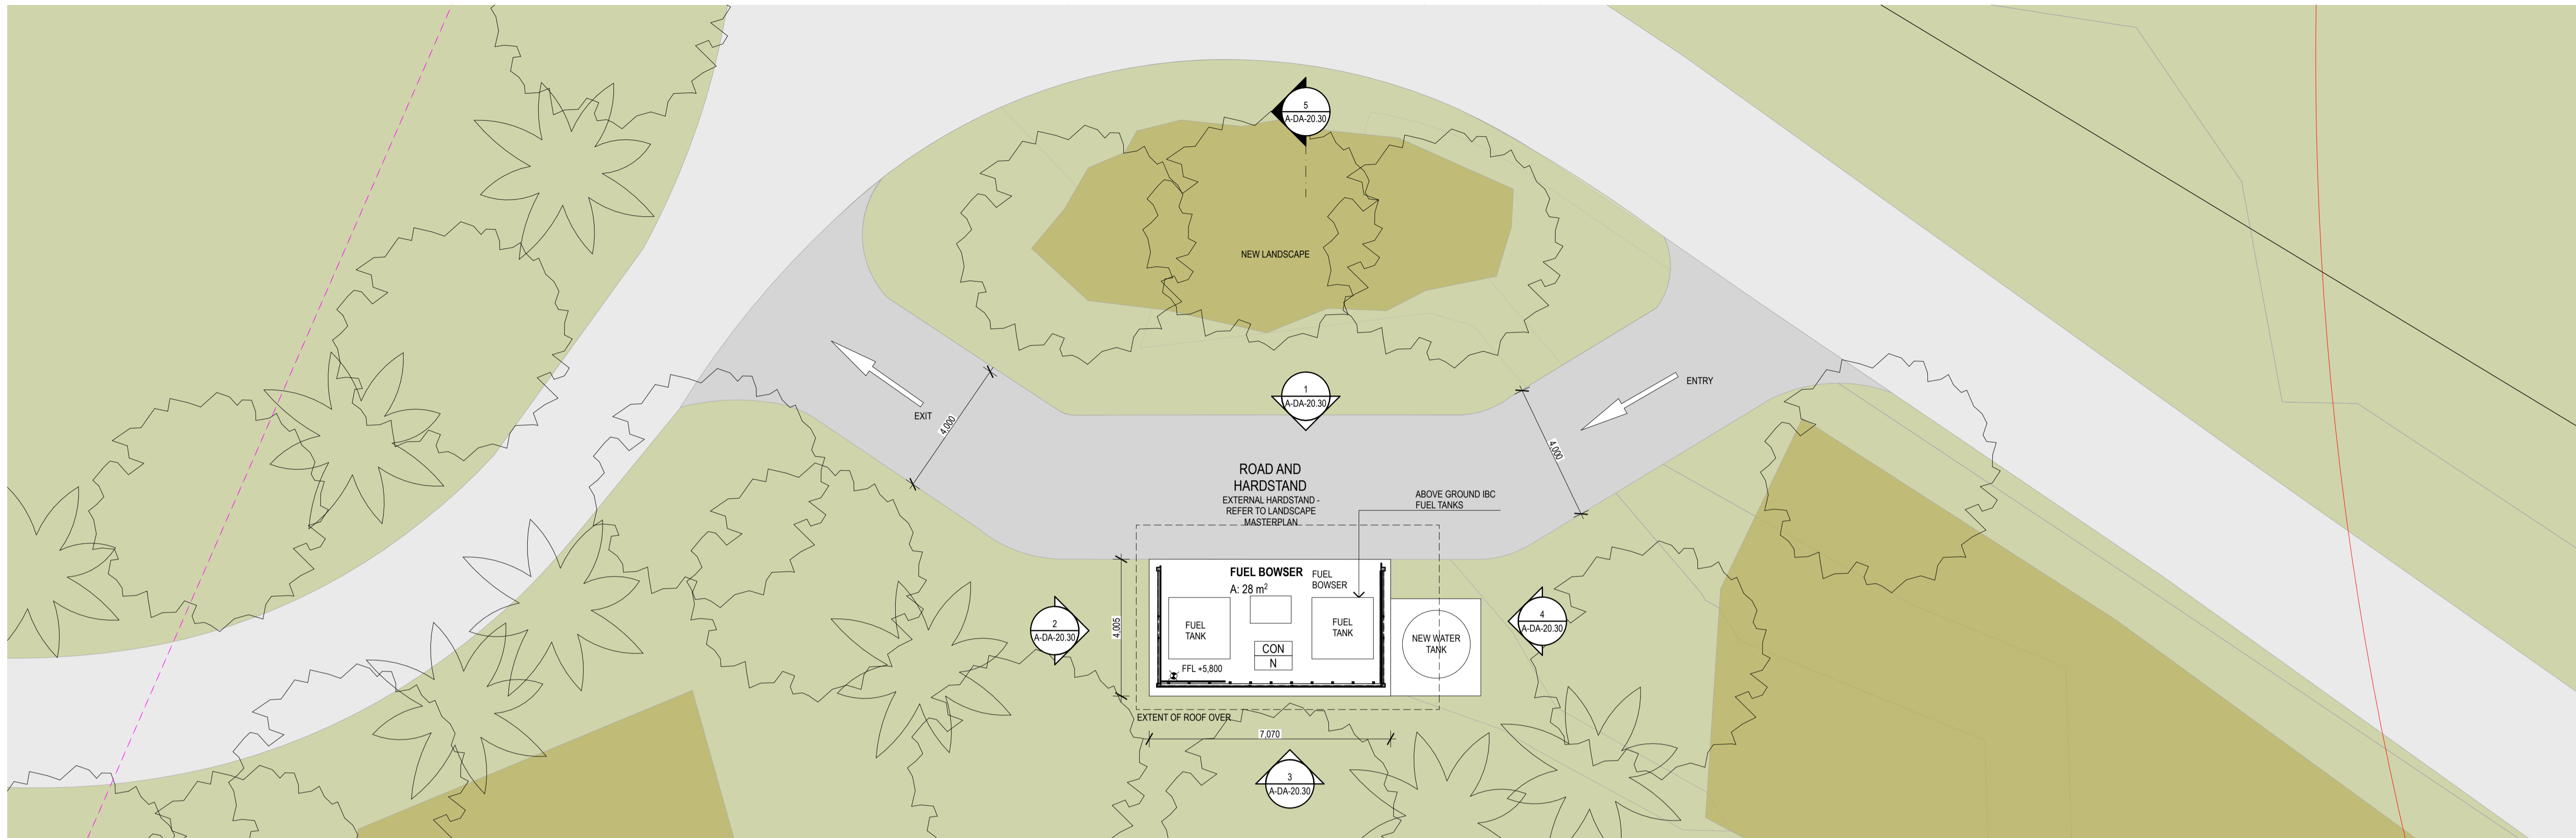 5
A-DA-20.30
NEW LANDSCAPE
1
A-DA-20.30
ENTRY
EXIT
4,000
4,000
ROAD AND
HARDSTAND
EXTERNAL HARDSTAND -
REFER TO LANDSCAPE
MASTERPLAN
ABOVE GROUND IBC
FUEL TANKS
FUEL BOWSER
A: 28 m²
FUEL
BOWSER
FUEL
TANK
FUEL
TANK
CON
N
FFL +5,800
NEW WATER
TANK
2
A-DA-20.30
4,005
4
A-DA-20.30
EXTENT OF ROOF OVER
7,070
3
A-DA-20.30